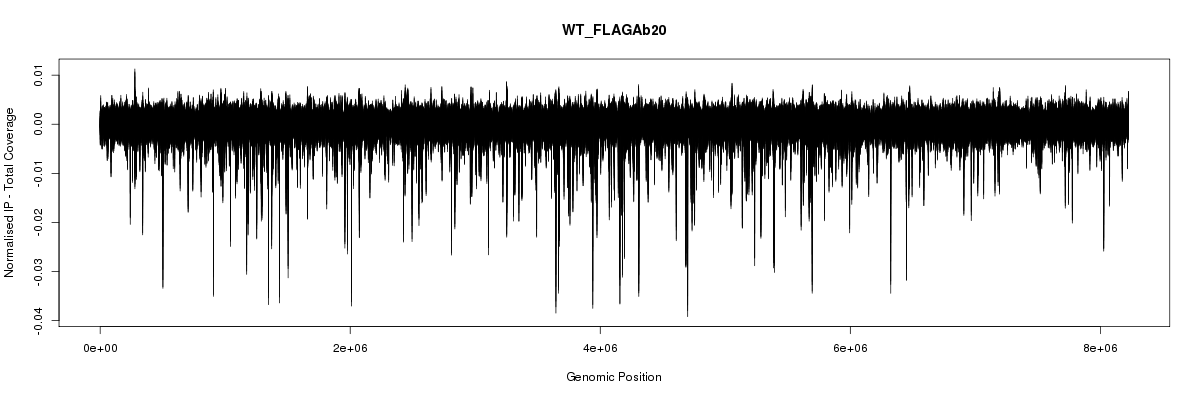 WT_FLAGAb20
Normalised IP - Total Coverage
0.01
0.00
-0.01
-0.02
-0.03
-0.04
0e+00 2e+06 4e+06 6e+06 8e+06
Genomic Position